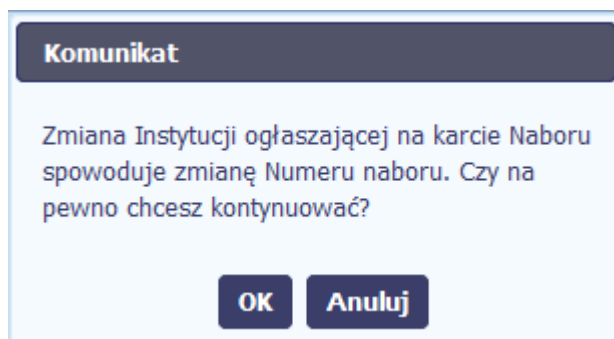 Komunikat
Zmiana Instytucji ogłaszającej na karcie Naboru
spowoduje zmianę Numeru naboru. Czy na
pewno chcesz kontynuować?
OK Anuluj